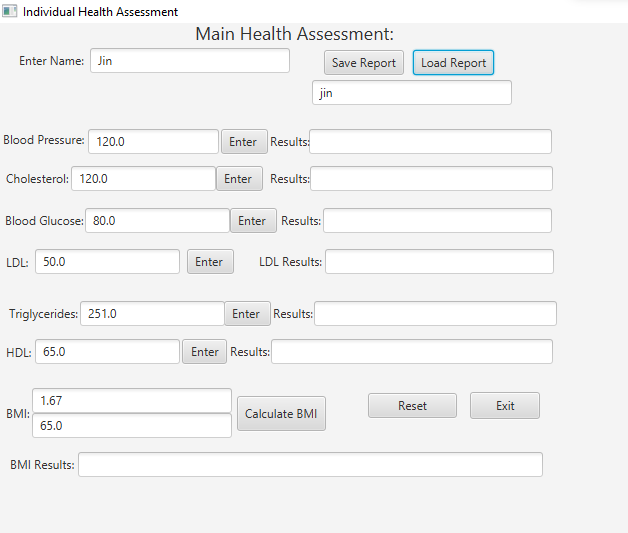 Individual Health Assessment
Main Health Assessment:
Enter Name: Jin Save Report Load Report
jin
Blood Pressure: 120.0 Enter Results:
Cholesterol: 120.0 Enter Results:
Blood Glucose: 80.0 Enter Results:
LDL: 50.0 Enter LDL Results:
Triglycerides: 251.0 Enter Results:
HDL: 65.0 Enter Results:
1.67
BMI: Calculate BMI Reset Exit
65.0
BMI Results: